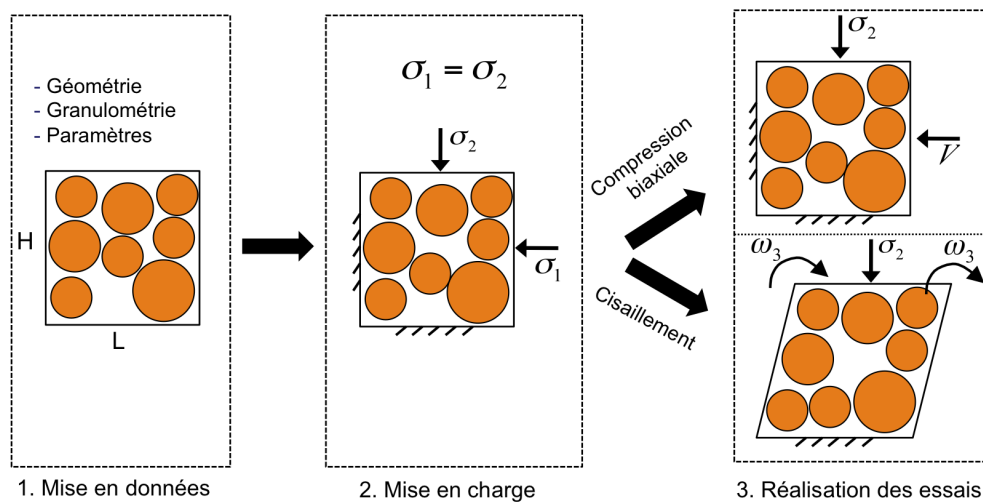 - Géométrie
- Granulométrie
- Paramètres
H
L
1. Mise en données
σ₁ = σ₂
σ₂
σ₁
2. Mise en charge
Compression
biaxiale
Cisaillement
σ₂
V
ω₃
σ₂
ω₃
3. Réalisation des essais